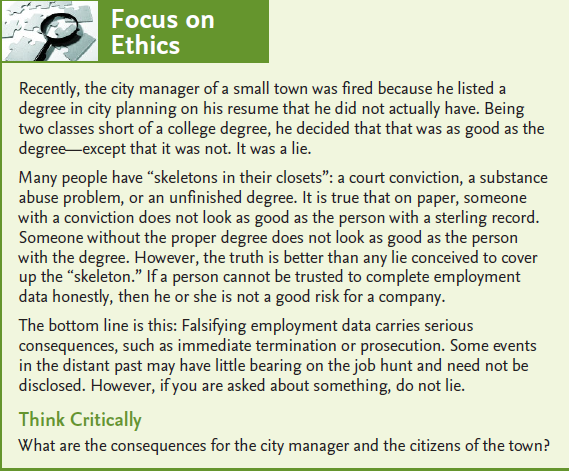 Focus on
Ethics
Recently, the city manager of a small town was fired because he listed a
degree in city planning on his resume that he did not actually have. Being
two classes short of a college degree, he decided that that was as good as the
degree—except that it was not. It was a lie.
Many people have “skeletons in their closets”: a court conviction, a substance
abuse problem, or an unfinished degree. It is true that on paper, someone
with a conviction does not look as good as the person with a sterling record.
Someone without the proper degree does not look as good as the person
with the degree. However, the truth is better than any lie conceived to cover
up the “skeleton.” If a person cannot be trusted to complete employment
data honestly, then he or she is not a good risk for a company.
The bottom line is this: Falsifying employment data carries serious
consequences, such as immediate termination or prosecution. Some events
in the distant past may have little bearing on the job hunt and need not be
disclosed. However, if you are asked about something, do not lie.
Think Critically
What are the consequences for the city manager and the citizens of the town?